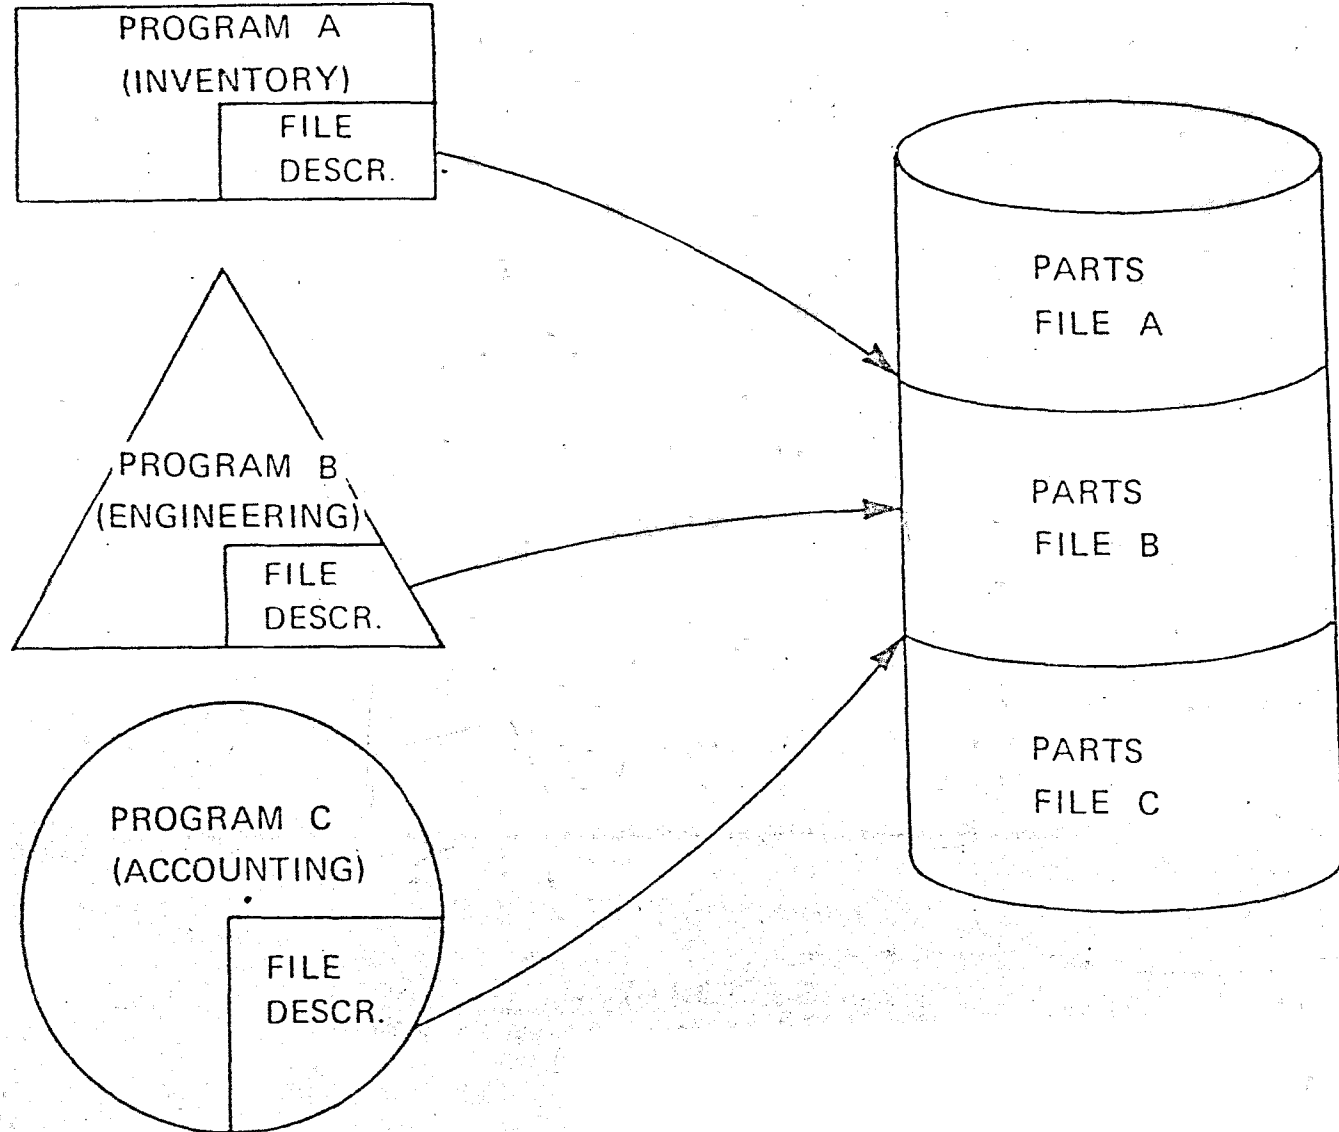 PROGRAM A
(INVENTORY)
FILE
DESCR.
PROGRAM B
(ENGINEERING)
FILE
DESCR.
PROGRAM C
(ACCOUNTING)
FILE
DESCR.
PARTS
FILE A
PARTS
FILE B
PARTS
FILE C